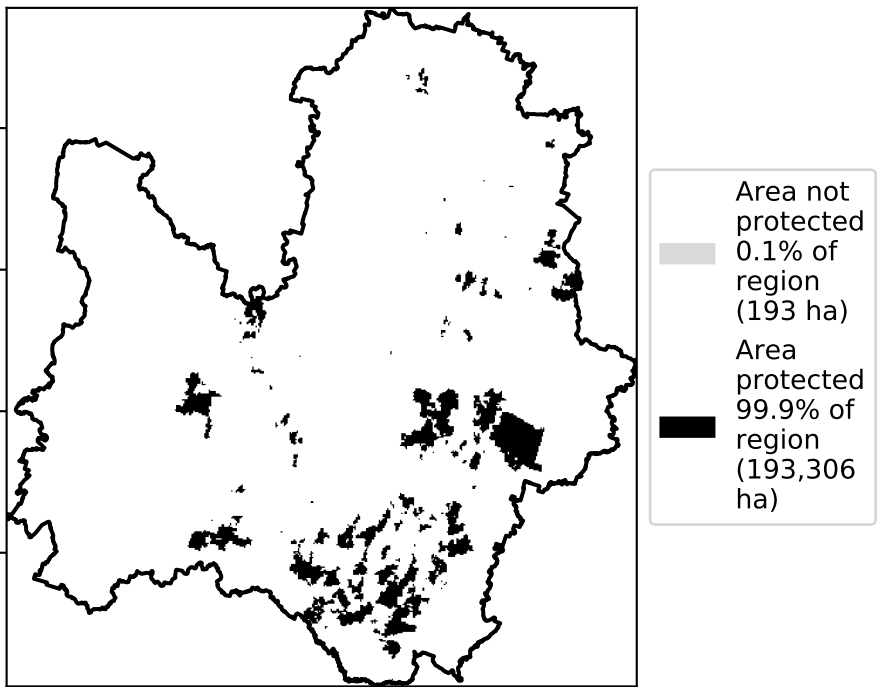 Area not
protected
0.1% of
region
(193 ha)
Area
protected
99.9% of
region
(193,306
ha)